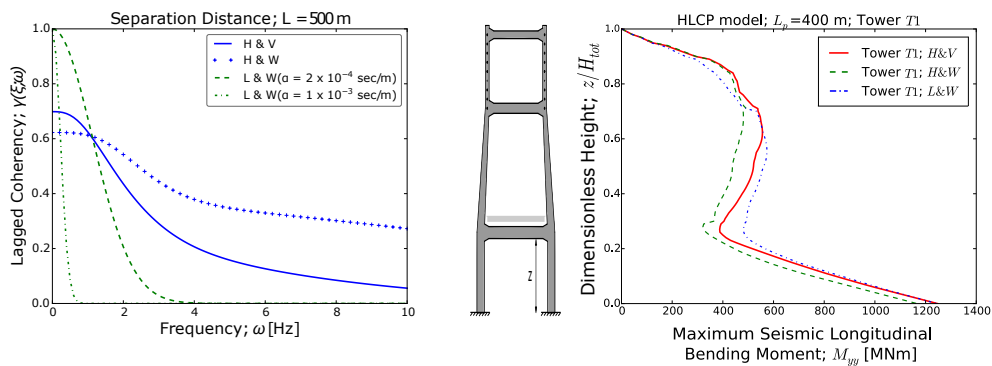 Separation Distance; L = 500 m
1.0
0.8
0.6
0.4
0.2
0.0
0
2
4
6
8
10
Lagged Coherency; γ(ξ;ω)
Frequency; ω [Hz]
H & V
H & W
L & W(α = 2 x 10⁻⁴ sec/m)
L & W(α = 1 x 10⁻³ sec/m)
z
HLCP model; Lₚ=400 m; Tower T1
1.0
0.8
0.6
0.4
0.2
0.0
0
200
400
600
800
1000
1200
1400
Dimensionless Height; z/Hₜₒₜ
Tower T1; H&V
Tower T1; H&W
Tower T1; L&W
Maximum Seismic Longitudinal
Bending Moment; M_yy [MNm]